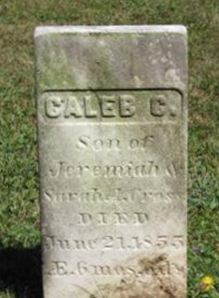 CALEB C.
Son of
Jeremiah &
Sarah Cross
DIED
June 21, 1855
Æ. 6 mos.